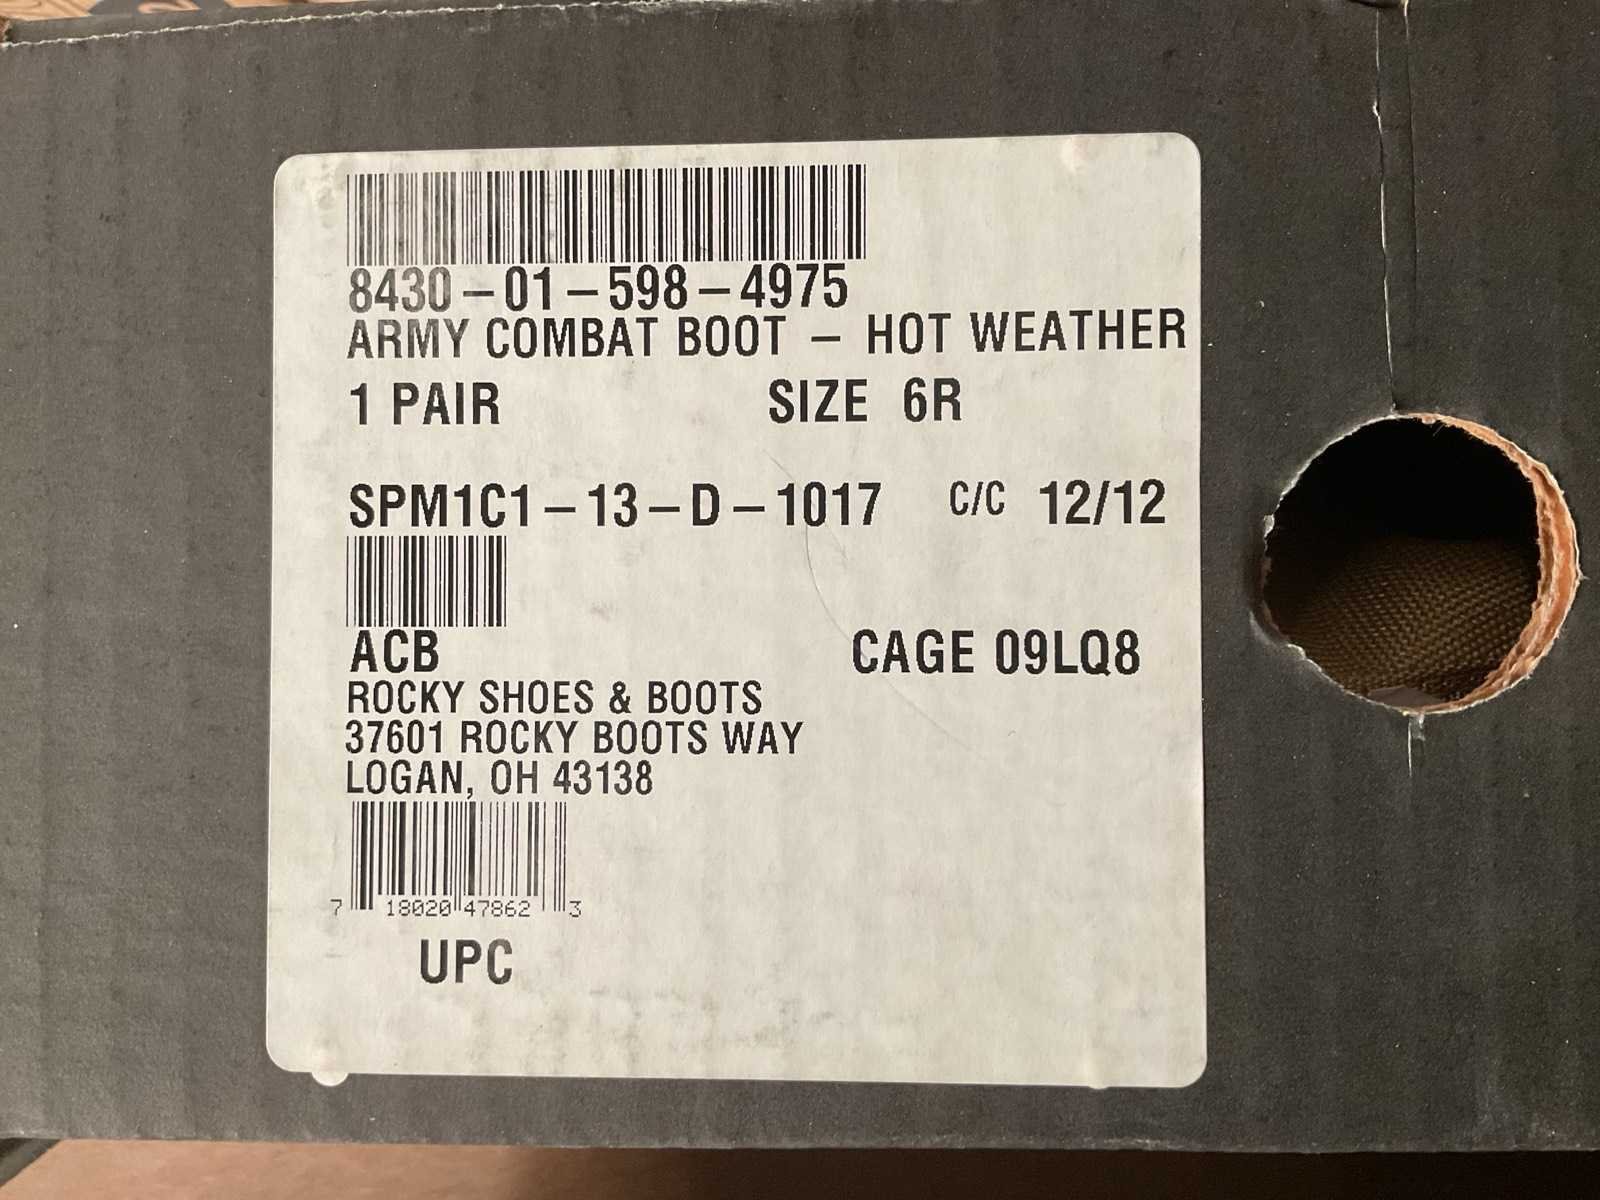 8430-01-598-4975
ARMY COMBAT BOOT - HOT WEATHER
1 PAIR SIZE 6R
SPM1C1-13-D-1017 C/C 12/12
ACB CAGE 09LQ8
ROCKY SHOES & BOOTS
37601 ROCKY BOOTS WAY
LOGAN, OH 43138
7 18020 47862 3
UPC